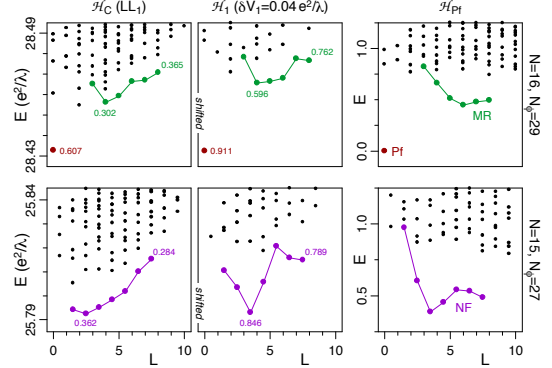 ℋC (LL1)
ℋ1 (δV1=0.04 e²/λ)
ℋPf
28.49
28.43
E (e²/λ)
0.607
0.302
0.365
shifted
0.911
0.596
0.762
1.0
0.0
E
Pf
MR
N=16, Nϕ=29
25.84
25.79
E (e²/λ)
0.362
0.284
shifted
0.846
0.789
1.0
0.5
E
NF
N=15, Nϕ=27
0 5 10
L
0 5 10
L
0 5 10
L